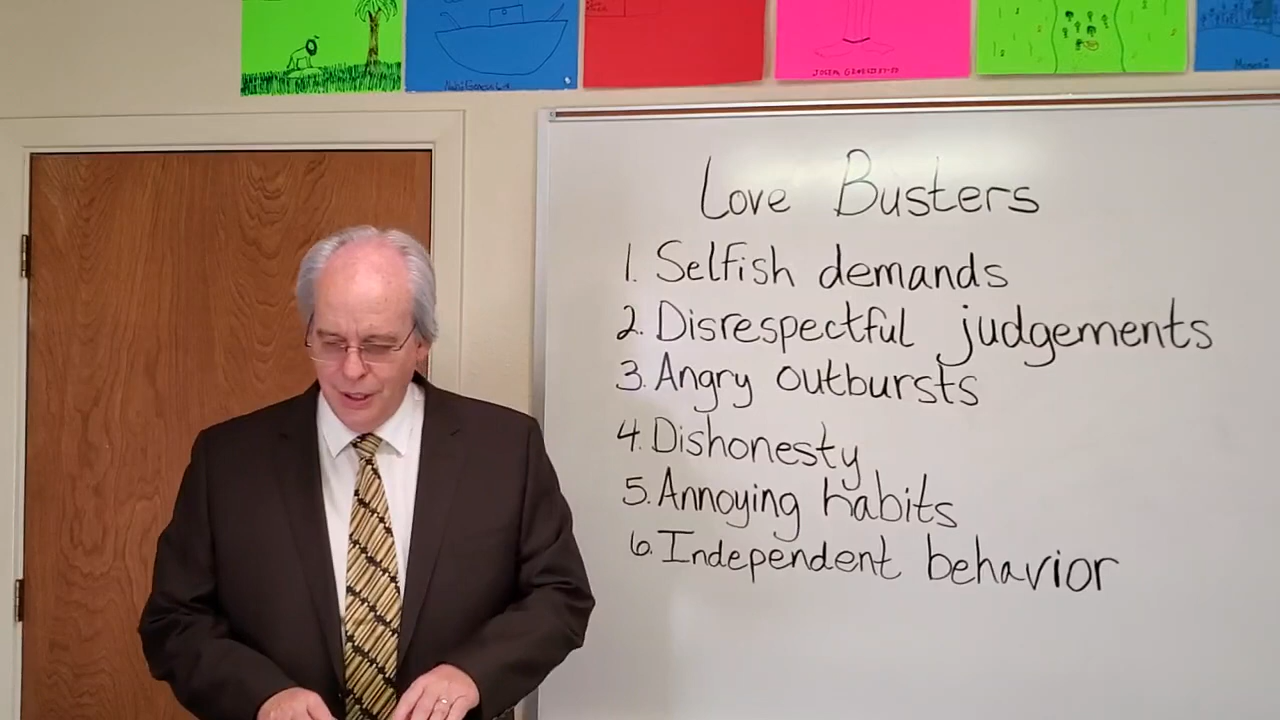 Love Busters
1. Selfish demands
2. Disrespectful judgements
3. Angry outbursts
4. Dishonesty
5. Annoying habits
6. Independent behavior